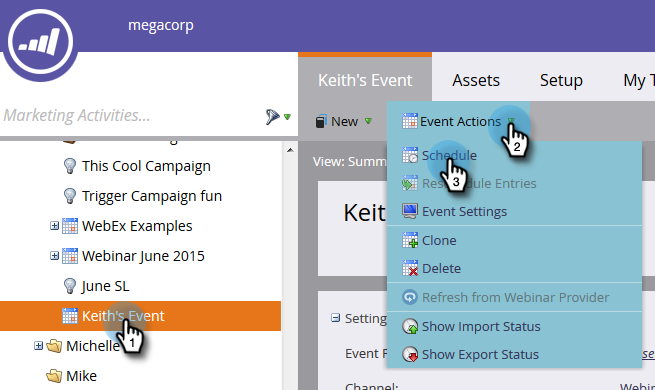 megacorp
Keith's Event Assets Setup My T
Marketing Activities...
New Event Actions
2
This Cool Campaign
Trigger Campaign fun
WebEx Examples
Webinar June 2015
June SL
Keith's Event
1
Michelle
Mike
View: Summ
Schedule
3
Reschedule Entries
Event Settings
Clone
Delete
Refresh from Webinar Provider
Show Import Status
Show Export Status
Keit
Setting
Event
Channel: Webin